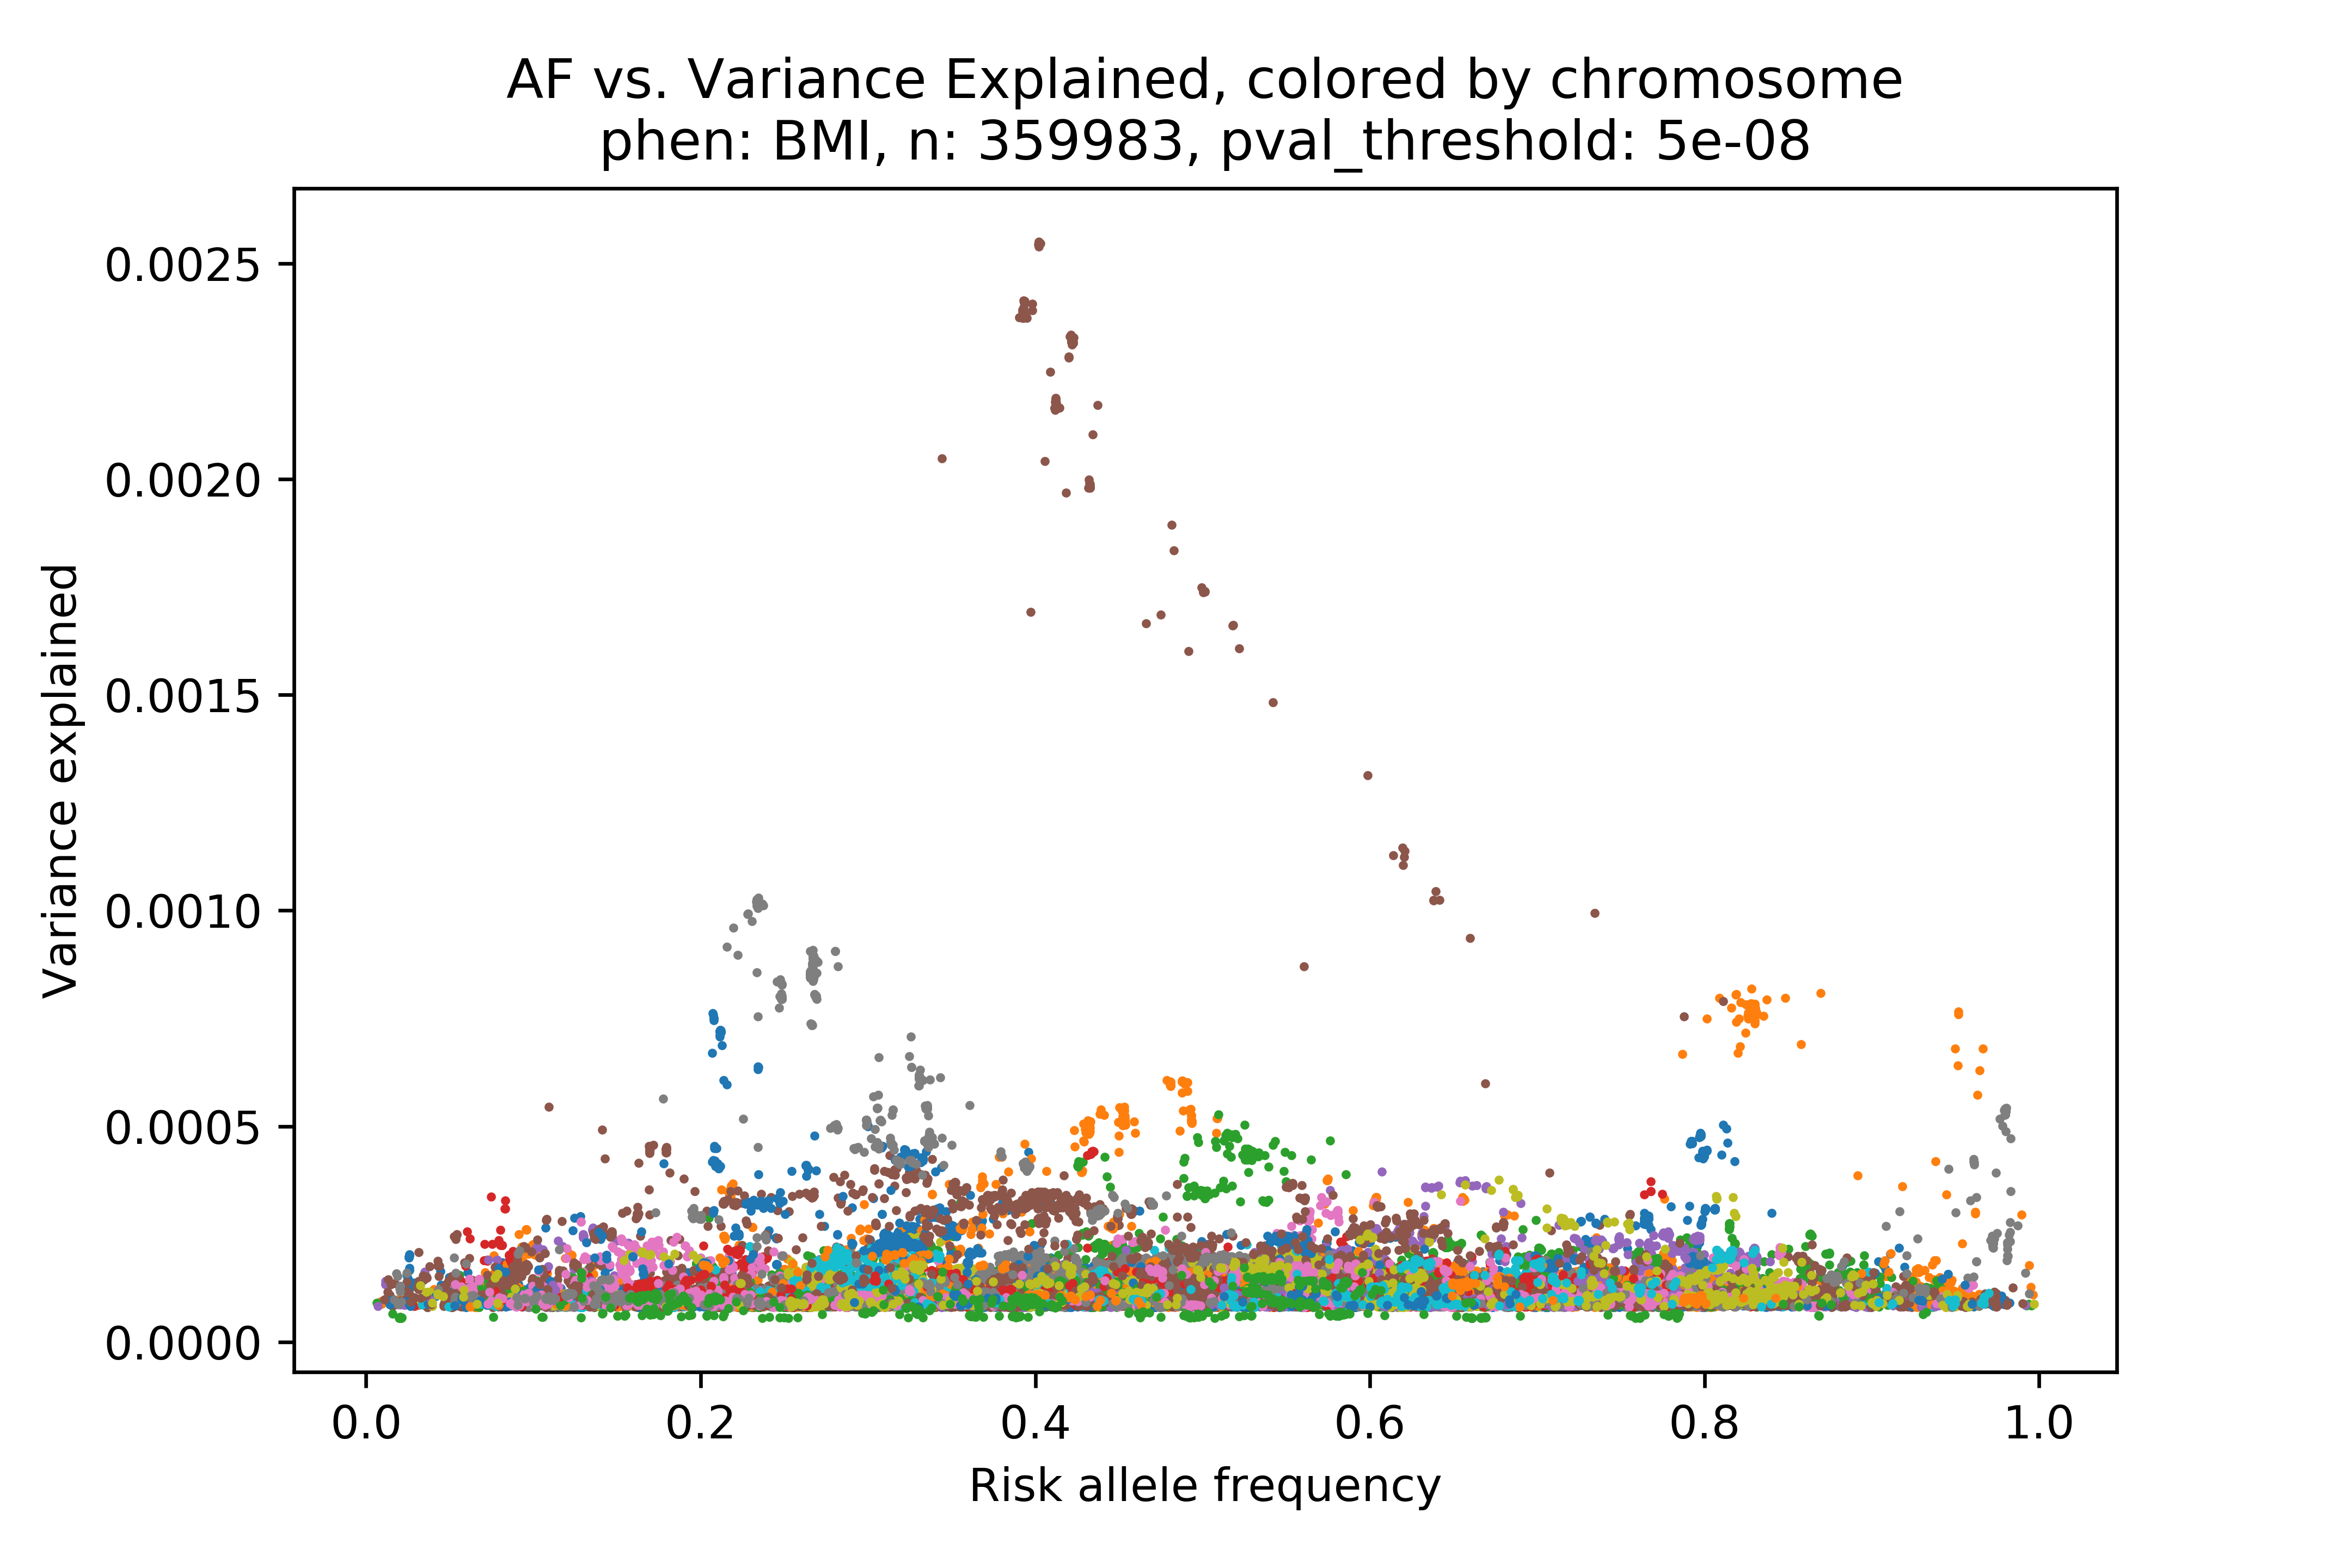 AF vs. Variance Explained, colored by chromosome
phen: BMI, n: 359983, pval_threshold: 5e-08
Variance explained
0.0025
0.0020
0.0015
0.0010
0.0005
0.0000
0.0 0.2 0.4 0.6 0.8 1.0
Risk allele frequency